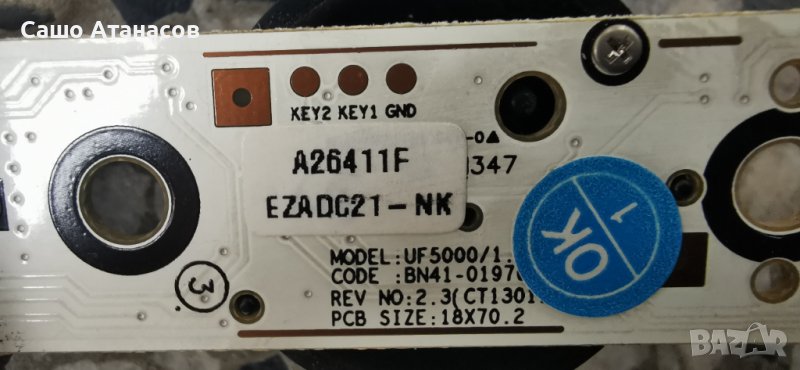 Сашо Атанасов
KEY2 KEY1 GND
A26411F
EZADC21-NK
347
OK
1
MODEL:UF5000/1.
CODE :BN41-0197
REV NO:2.3(CT1301
PCB SIZE:18X70.2
3
BAZAR